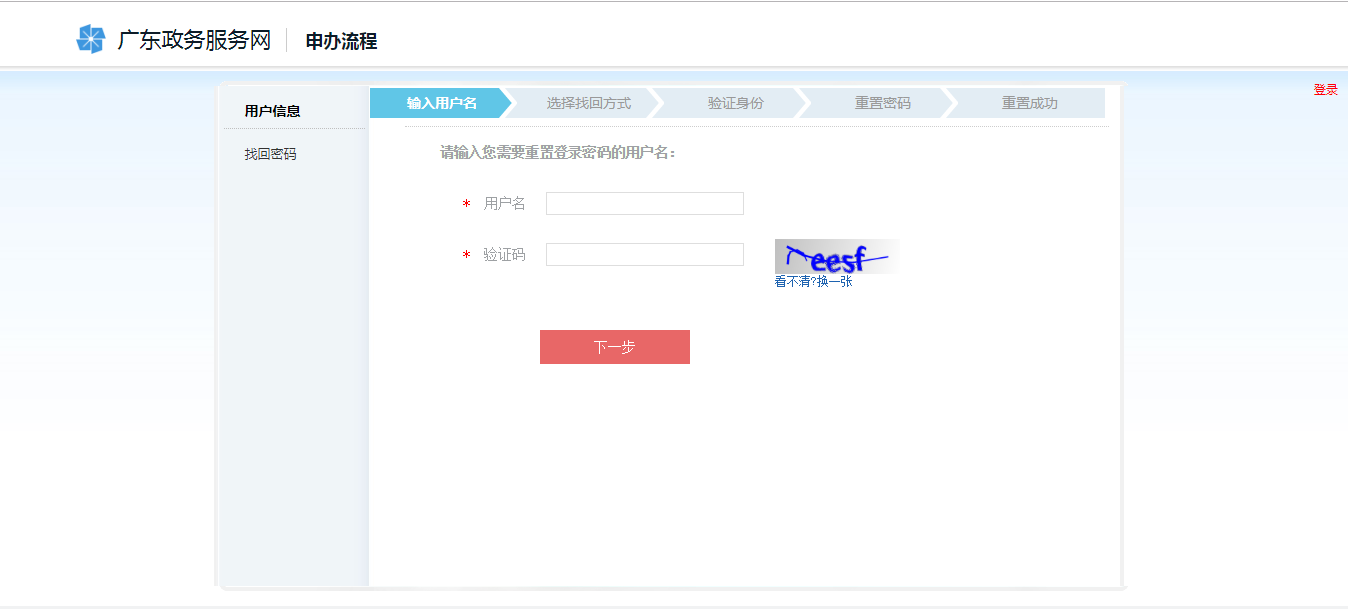 广东政务服务网 申办流程
登录
用户信息
找回密码
输入用户名 选择找回方式 验证身份 重置密码 重置成功
请输入您需要重置登录密码的用户名：
* 用户名
* 验证码
看不清?换一张
下一步